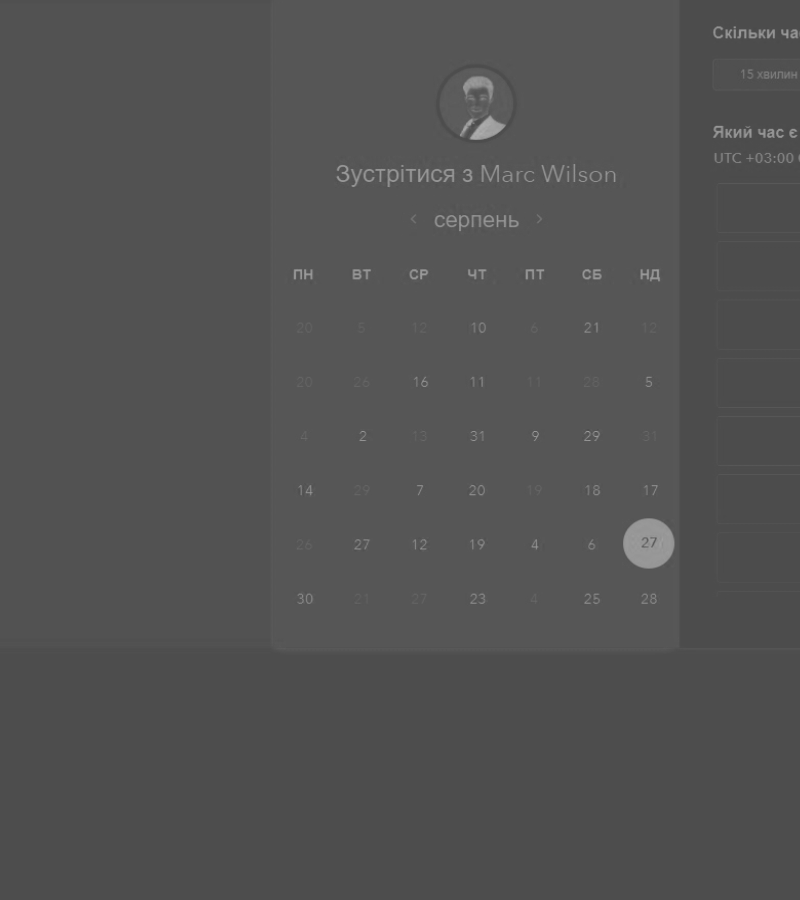 Скільки ча
15 хвилин
Зустрітися з Marc Wilson
Який час є
UTC +03:00
‹ серпень ›
ПН ВТ СР ЧТ ПТ СБ НД
20 5 12 10 6 21 12
20 26 16 11 11 28 5
4 2 13 31 9 29 31
14 29 7 20 19 18 17
26 27 12 19 4 6 27
30 21 27 23 4 25 28